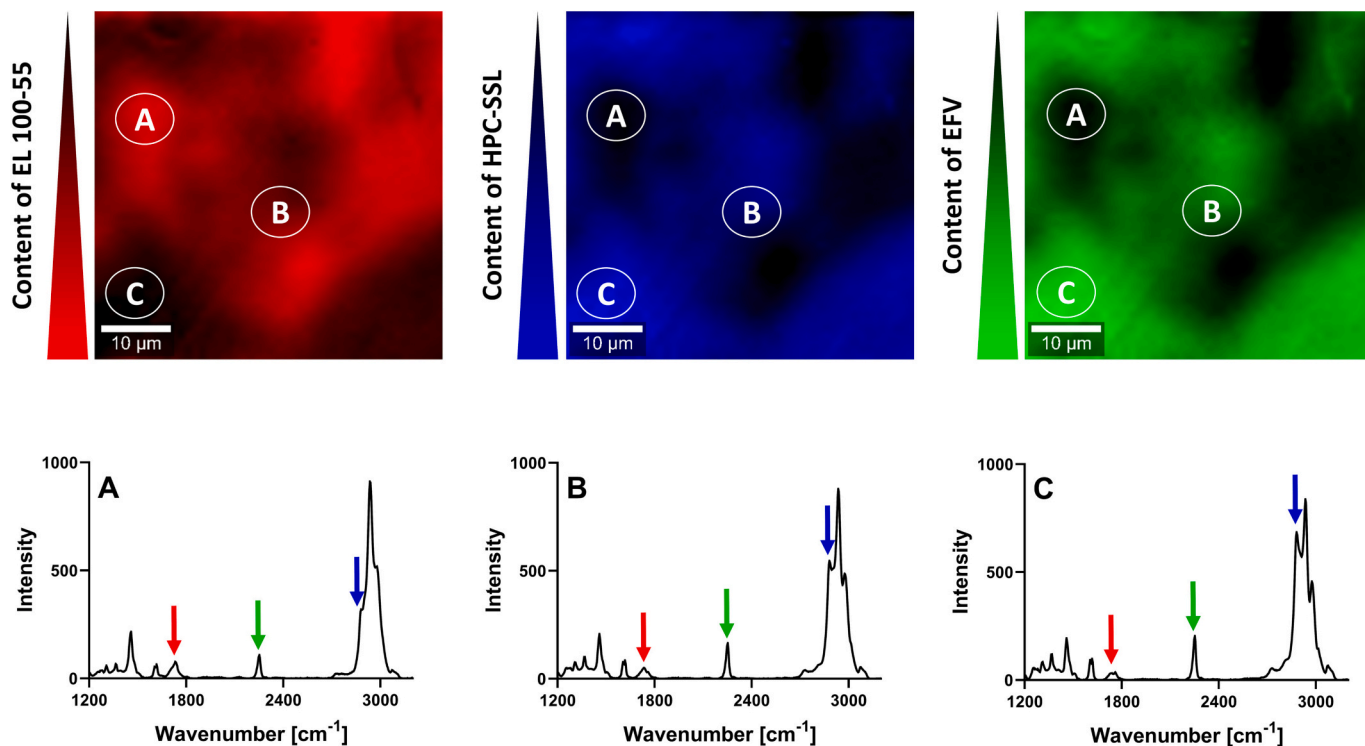 Content of EL 100-55
A
B
C
10 µm
Content of HPC-SSL
A
B
C
10 µm
Content of EFV
A
B
C
10 µm
1000
500
0
Intensity
A
1200
1800
2400
3000
Wavenumber [cm⁻¹]
1000
500
0
Intensity
B
1200
1800
2400
3000
Wavenumber [cm⁻¹]
1000
500
0
Intensity
C
1200
1800
2400
3000
Wavenumber [cm⁻¹]